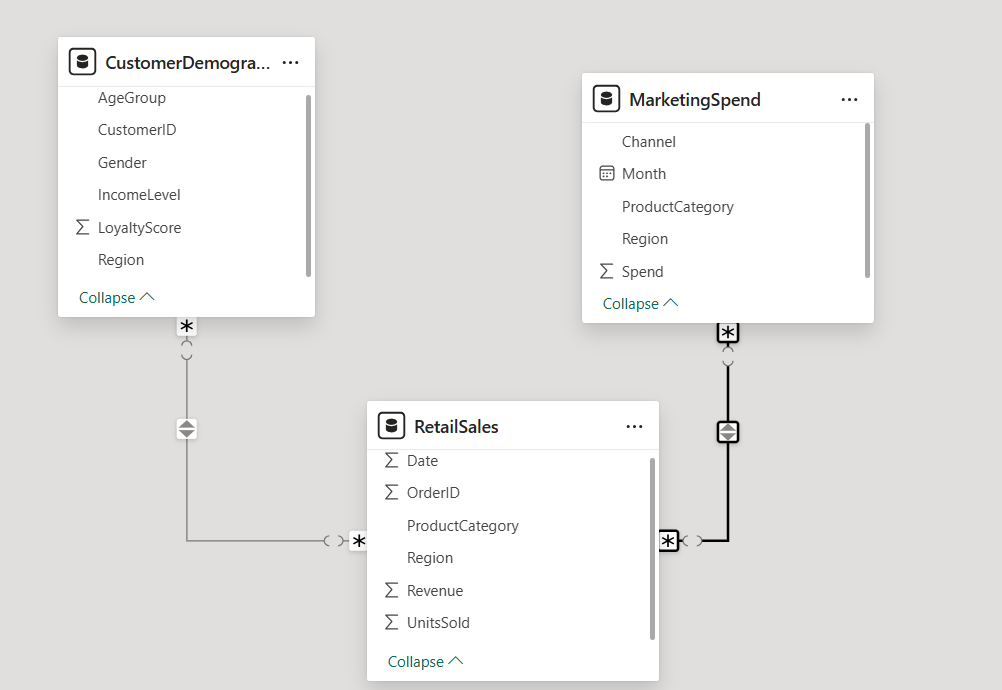 CustomerDemogra... ...
AgeGroup
CustomerID
Gender
IncomeLevel
∑ LoyaltyScore
Region
Collapse
*
MarketingSpend ...
Channel
Month
ProductCategory
Region
∑ Spend
Collapse
*
RetailSales ...
∑ Date
∑ OrderID
ProductCategory
Region
∑ Revenue
∑ UnitsSold
Collapse
*
*